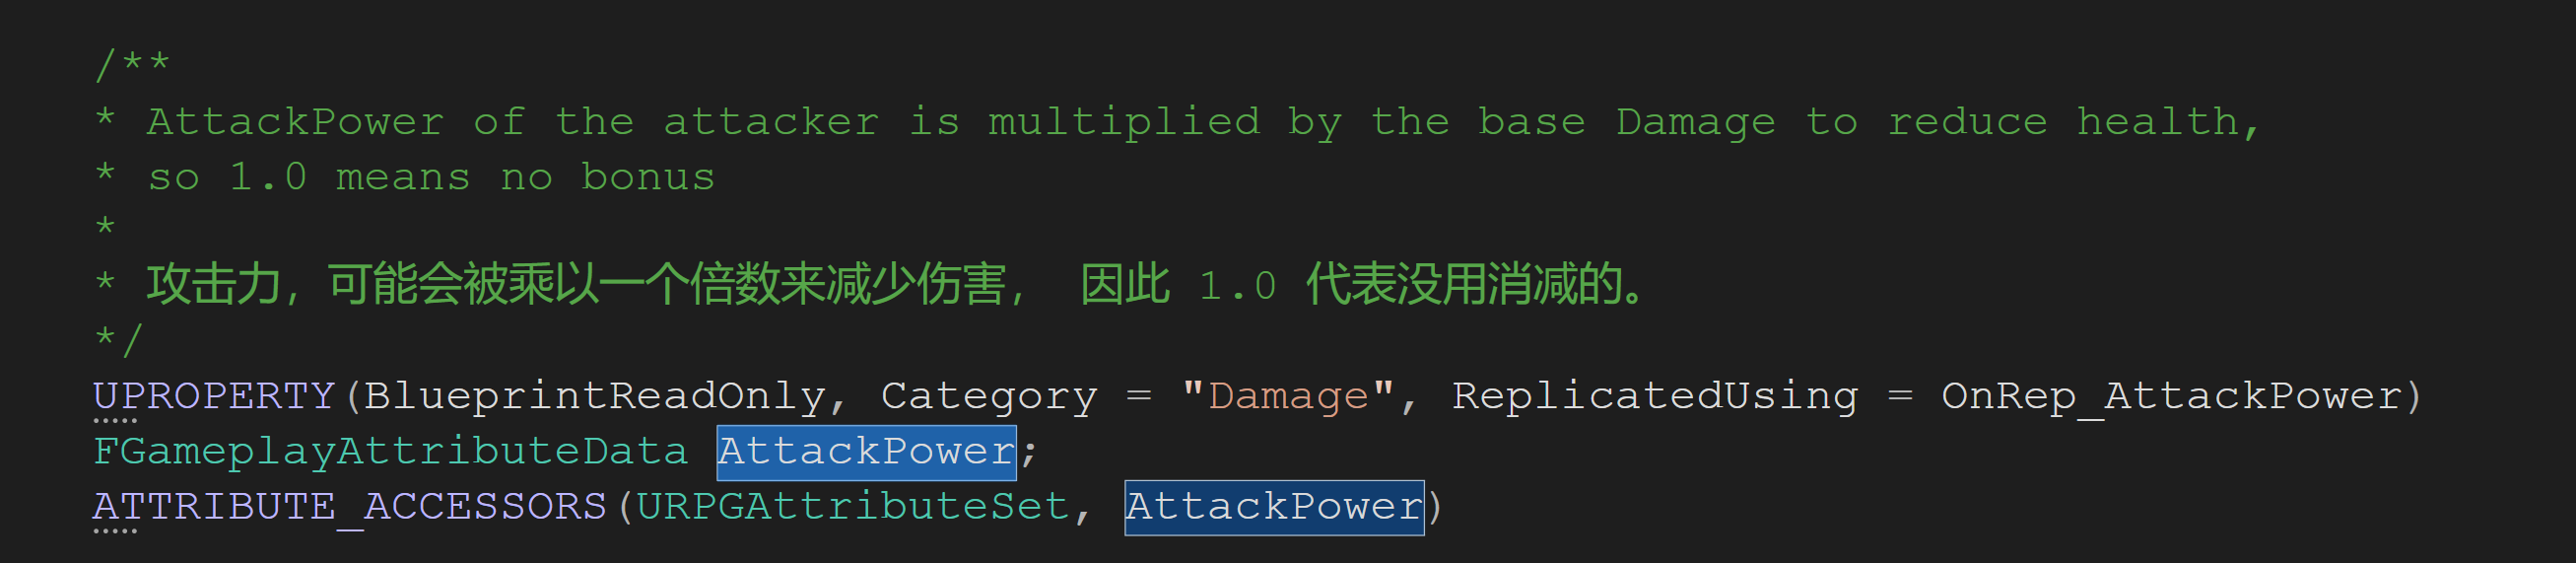 /**
* AttackPower of the attacker is multiplied by the base Damage to reduce health,
* so 1.0 means no bonus
*
* 攻击力，可能会被乘以一个倍数来减少伤害， 因此 1.0 代表没用消减的。
*/
UPROPERTY(BlueprintReadOnly, Category = "Damage", ReplicatedUsing = OnRep_AttackPower)
FGameplayAttributeData AttackPower;
ATTRIBUTE_ACCESSORS(URPGAttributeSet, AttackPower)